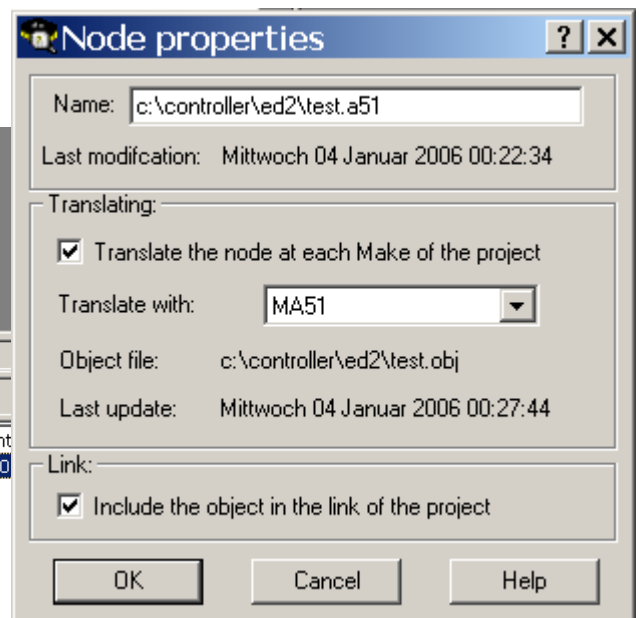 Node properties
Name: c:\controller\ed2\test.a51
Last modifcation: Mittwoch 04 Januar 2006 00:22:34
Translating:
Translate the node at each Make of the project
Translate with: MA51
Object file: c:\controller\ed2\test.obj
Last update: Mittwoch 04 Januar 2006 00:27:44
Link:
Include the object in the link of the project
OK Cancel Help